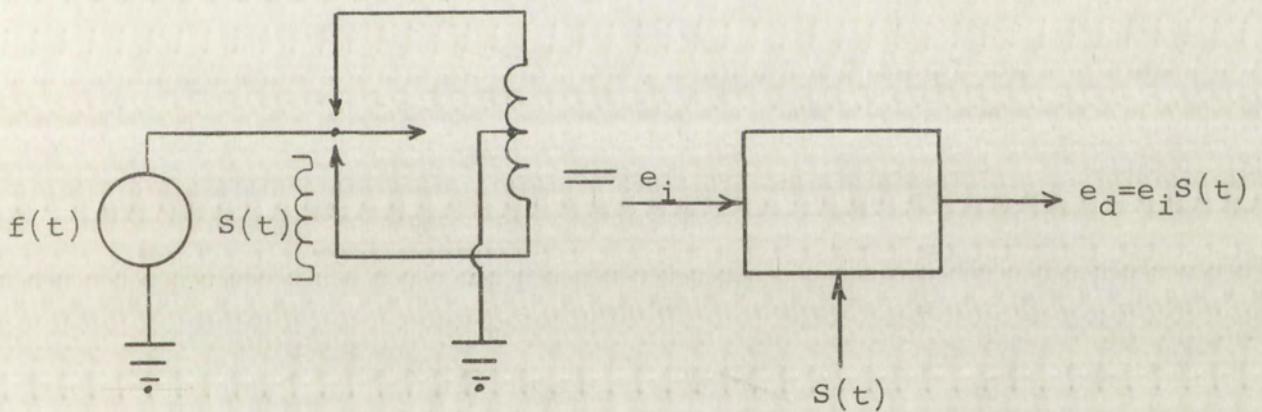 f(t)
S(t)
=
e_i
e_d=e_iS(t)
S(t)